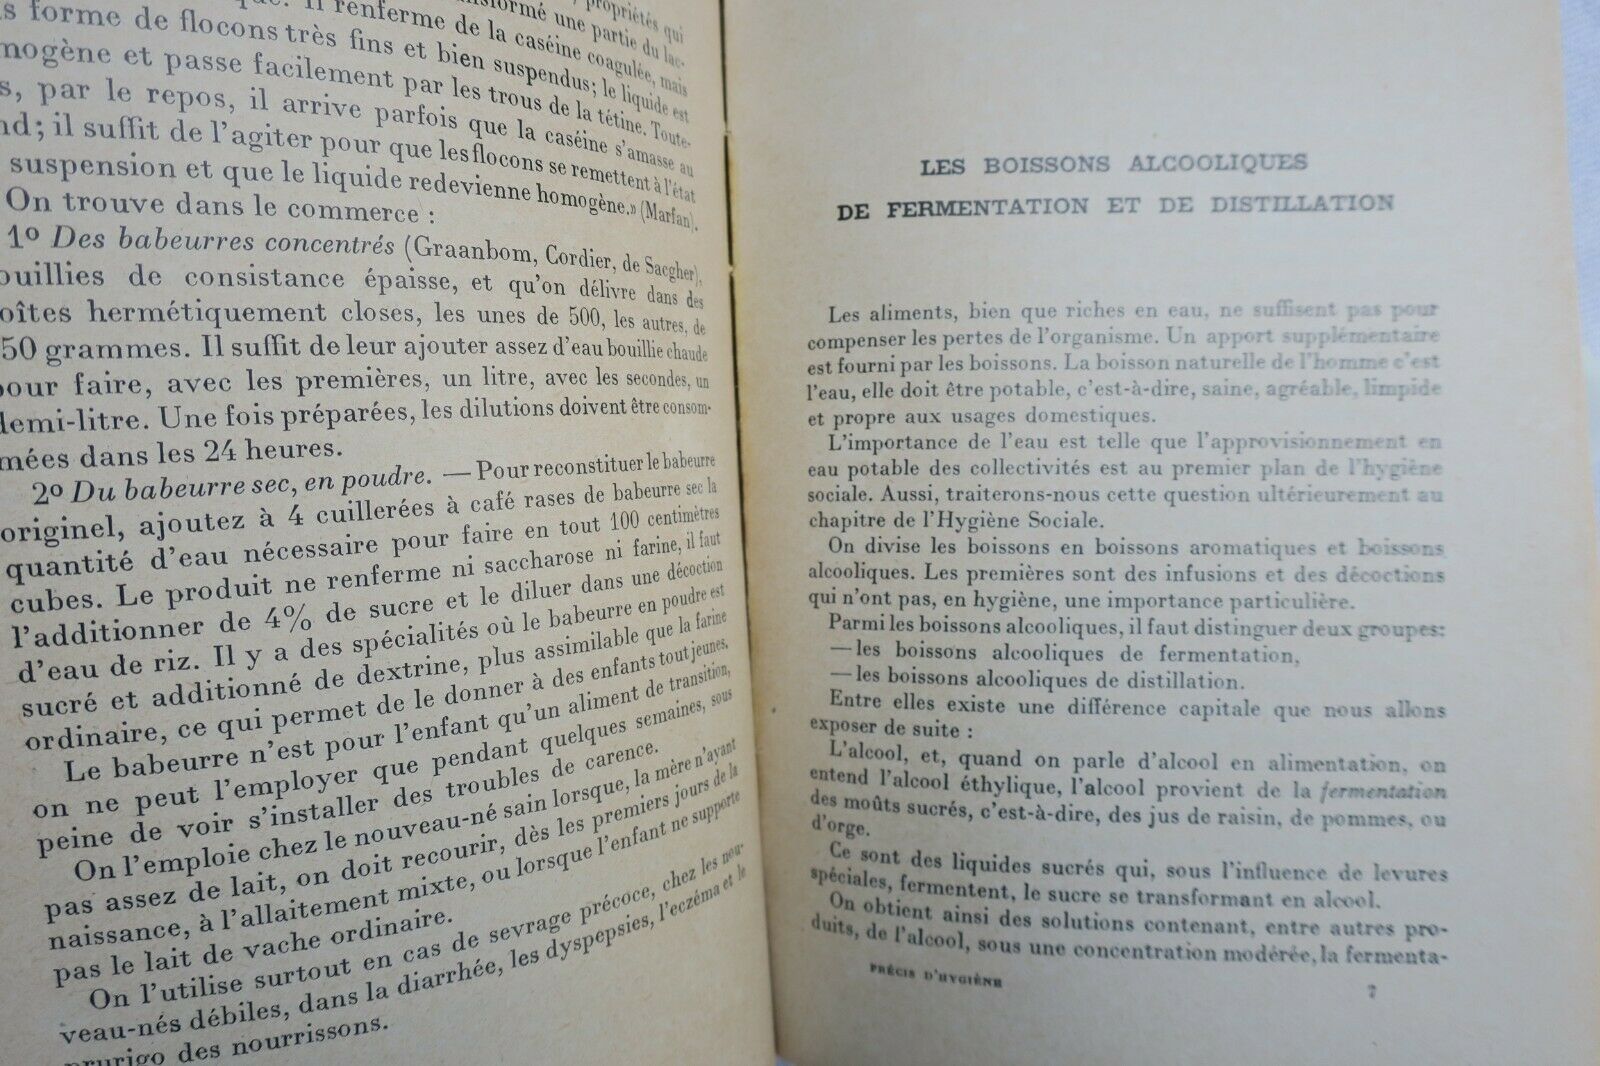 propriétés qui
nsformé une partie du lac-
que. Il renferme de la caséine coagulée, mais
s forme de flocons très fins et bien suspendus; le liquide est
mogène et passe facilement par les trous de la tétine. Toute-
s, par le repos, il arrive parfois que la caséine s'amasse au
nd; il suffit de l'agiter pour que les flocons se remettent à l'état
suspension et que le liquide redevienne homogène.» (Marfan).
On trouve dans le commerce :
1º Des babeurres concentrés (Graanbom, Cordier, de Sacgher),
ouillies de consistance épaisse, et qu'on délivre dans des
oîtes hermétiquement closes, les unes de 500, les autres, de
50 grammes. Il suffit de leur ajouter assez d'eau bouillie chaude
pour faire, avec les premières, un litre, avec les secondes, un
demi-litre. Une fois préparées, les dilutions doivent être consom-
mées dans les 24 heures.
2º Du babeurre sec, en poudre. — Pour reconstituer le babeurre
originel, ajoutez à 4 cuillerées à café rases de babeurre sec la
quantité d'eau nécessaire pour faire en tout 100 centimètres
cubes. Le produit ne renferme ni saccharose ni farine, il faut
l'additionner de 4% de sucre et le diluer dans une décoction
d'eau de riz. Il y a des spécialités où le babeurre en poudre est
sucré et additionné de dextrine, plus assimilable que la farine
ordinaire, ce qui permet de le donner à des enfants tout jeunes.
Le babeurre n'est pour l'enfant qu'un aliment de transition,
on ne peut l'employer que pendant quelques semaines, sous
peine de voir s'installer des troubles de carence.
On l'emploie chez le nouveau-né sain lorsque, la mère n'ayant
pas assez de lait, on doit recourir, dès les premiers jours de la
naissance, à l'allaitement mixte, ou lorsque l'enfant ne supporte
pas le lait de vache ordinaire.
On l'utilise surtout en cas de sevrage précoce, chez les nou-
veau-nés débiles, dans la diarrhée, les dyspepsies, l'eczéma et le
prurigo des nourrissons.
LES BOISSONS ALCOOLIQUES
DE FERMENTATION ET DE DISTILLATION
Les aliments, bien que riches en eau, ne suffisent pas pour
compenser les pertes de l'organisme. Un apport supplémentaire
est fourni par les boissons. La boisson naturelle de l'homme c'est
l'eau, elle doit être potable, c'est-à-dire, saine, agréable, limpide
et propre aux usages domestiques.
L'importance de l'eau est telle que l'approvisionnement en
eau potable des collectivités est au premier plan de l'hygiène
sociale. Aussi, traiterons-nous cette question ultérieurement au
chapitre de l'Hygiène Sociale.
On divise les boissons en boissons aromatiques et boissons
alcooliques. Les premières sont des infusions et des décoctions
qui n'ont pas, en hygiène, une importance particulière.
Parmi les boissons alcooliques, il faut distinguer deux groupes:
— les boissons alcooliques de fermentation,
— les boissons alcooliques de distillation.
Entre elles existe une différence capitale que nous allons
exposer de suite :
L'alcool, et, quand on parle d'alcool en alimentation, on
entend l'alcool éthylique, l'alcool provient de la fermentation
des moûts sucrés, c'est-à-dire, des jus de raisin, de pommes, ou
d'orge.
Ce sont des liquides sucrés qui, sous l'influence de levures
spéciales, fermentent, le sucre se transformant en alcool.
On obtient ainsi des solutions contenant, entre autres pro-
duits, de l'alcool, sous une concentration modérée, la fermenta-
PRÉCIS D'HYGIÈNE
7